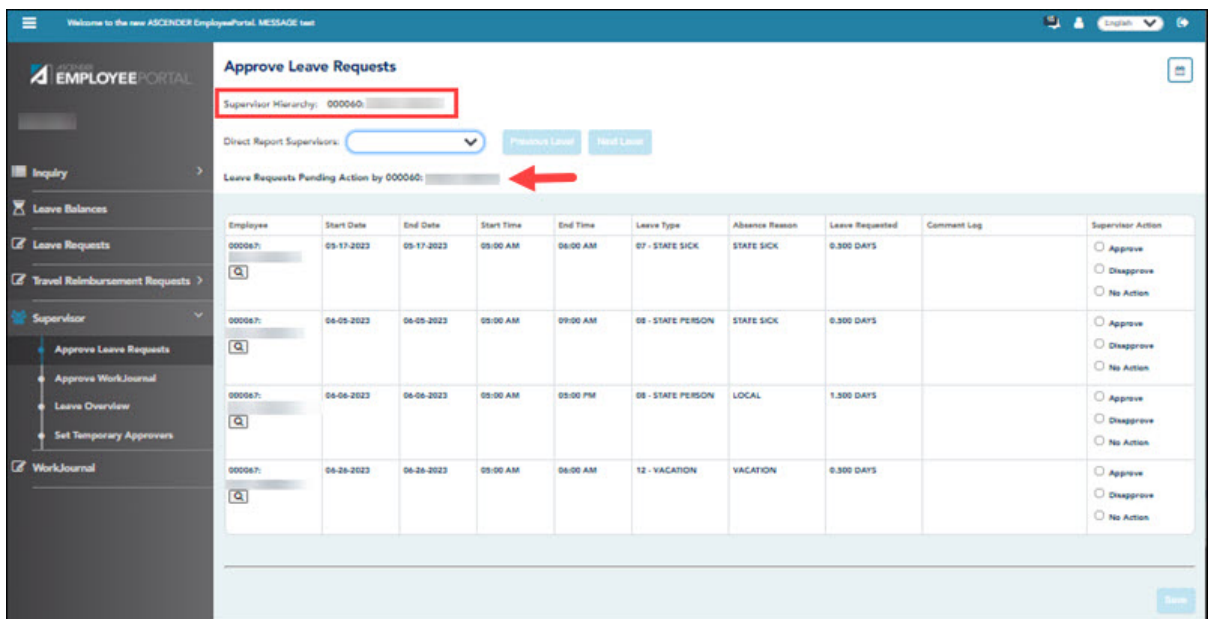 Welcome to the new ASCENDER EmployeePortal. MESSAGE text
English
ASCENDER
EMPLOYEEPORTAL
Inquiry
Leave Balances
Leave Requests
Travel Reimbursement Requests
Supervisor
Approve Leave Requests
Approve WorkJournal
Leave Overview
Set Temporary Approvers
WorkJournal
Approve Leave Requests
Supervisor Hierarchy: 000060:
Direct Report Supervisors:
Previous Level
Next Level
Leave Requests Pending Action by 000060:
Employee Start Date End Date Start Time End Time Leave Type Absence Reason Leave Requested Comment Log Supervisor Action
000067: 05-17-2023 05-17-2023 05:00 AM 06:00 AM 07 - STATE SICK STATE SICK 0.500 DAYS
Approve
Disapprove
No Action
000067: 06-05-2023 06-05-2023 05:00 AM 09:00 AM 08 - STATE PERSON STATE SICK 0.500 DAYS
Approve
Disapprove
No Action
000067: 06-06-2023 06-06-2023 05:00 AM 05:00 PM 08 - STATE PERSON LOCAL 1.500 DAYS
Approve
Disapprove
No Action
000067: 06-26-2023 06-26-2023 05:00 AM 06:00 AM 12 - VACATION VACATION 0.500 DAYS
Approve
Disapprove
No Action
Save